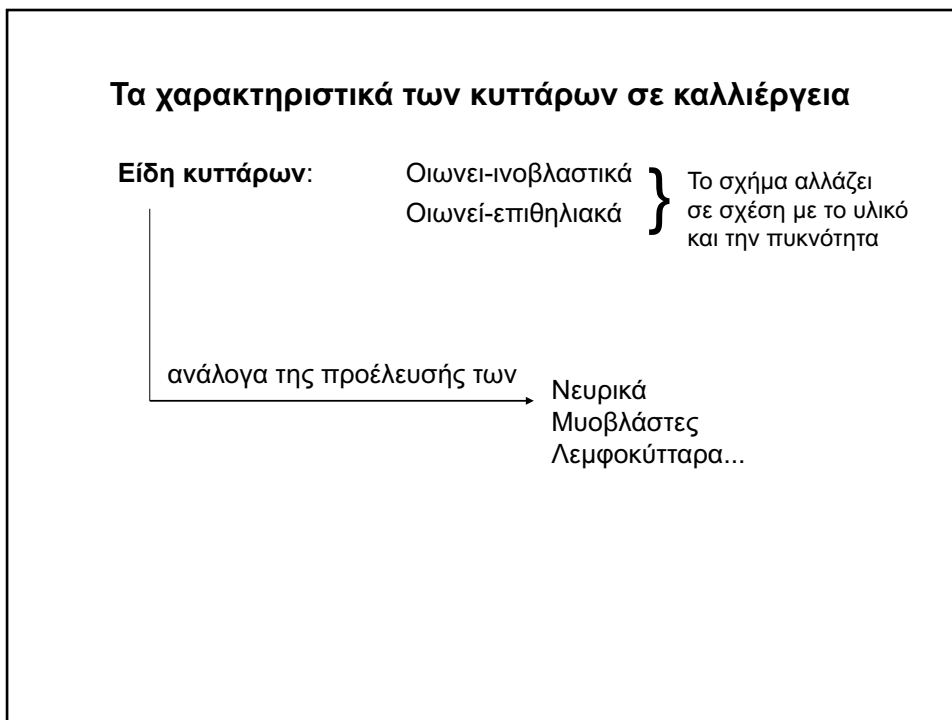 Τα χαρακτηριστικά των κυττάρων σε καλλιέργεια
Είδη κυττάρων:
Οιωνει-ινοβλαστικά
Οιωνεί-επιθηλιακά
}
Το σχήμα αλλάζει
σε σχέση με το υλικό
και την πυκνότητα
ανάλογα της προέλευσής των
Νευρικά
Μυοβλάστες
Λεμφοκύτταρα...